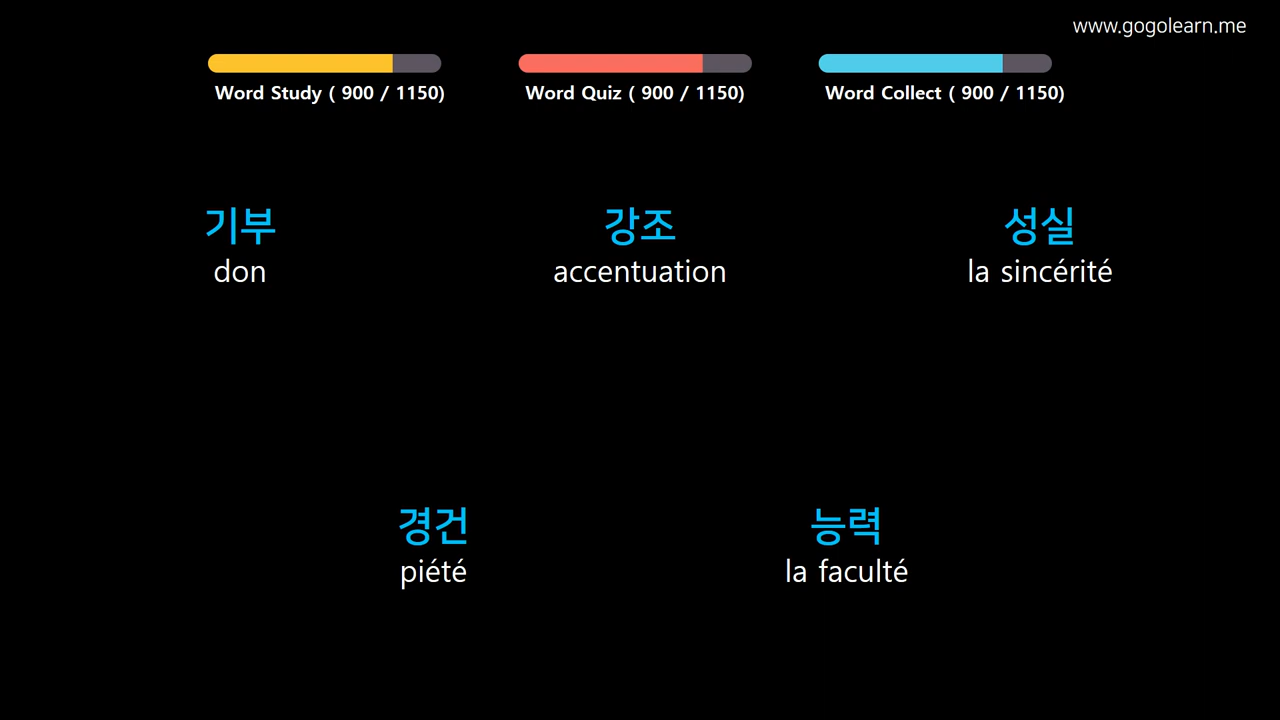 www.gogolearn.me
Word Study ( 900 / 1150)
Word Quiz ( 900 / 1150)
Word Collect ( 900 / 1150)
기부
don
강조
accentuation
성실
la sincérité
경건
piété
능력
la faculté